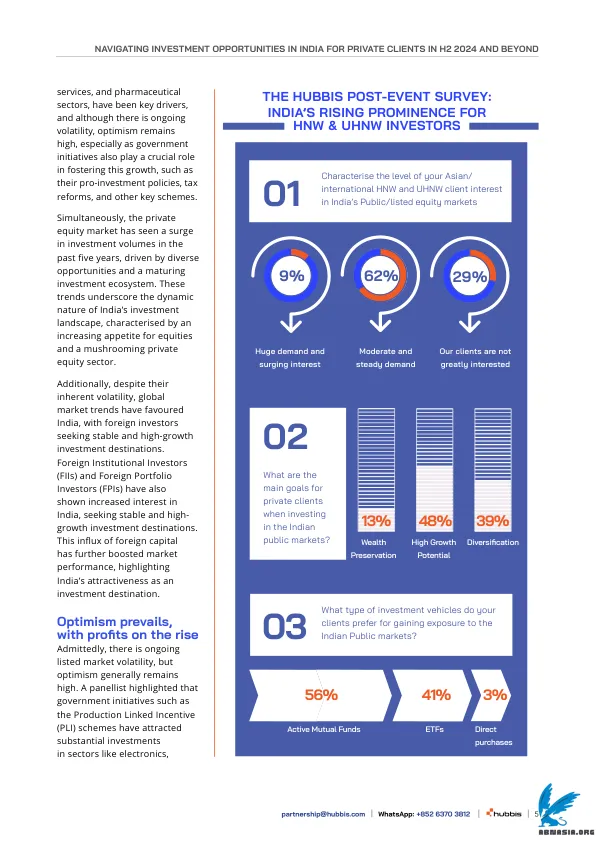 NAVIGATING INVESTMENT OPPORTUNITIES IN INDIA FOR PRIVATE CLIENTS IN H2 2024 AND BEYOND
services, and pharmaceutical
sectors, have been key drivers,
and although there is ongoing
volatility, optimism remains
high, especially as government
initiatives also play a crucial role
in fostering this growth, such as
their pro-investment policies, tax
reforms, and other key schemes.
Simultaneously, the private
equity market has seen a surge
in investment volumes in the
past five years, driven by diverse
opportunities and a maturing
investment ecosystem. These
trends underscore the dynamic
nature of India's investment
landscape, characterised by an
increasing appetite for equities
and a mushrooming private
equity sector.
Additionally, despite their
inherent volatility, global
market trends have favoured
India, with foreign investors
seeking stable and high-growth
investment destinations.
Foreign Institutional Investors
(FIIs) and Foreign Portfolio
Investors (FPIs) have also
shown increased interest in
India, seeking stable and high-
growth investment destinations.
This influx of foreign capital
has further boosted market
performance, highlighting
India's attractiveness as an
investment destination.
Optimism prevails,
with profits on the rise
Admittedly, there is ongoing
listed market volatility, but
optimism generally remains
high. A panellist highlighted that
government initiatives such as
the Production Linked Incentive
(PLI) schemes have attracted
substantial investments
in sectors like electronics,
THE HUBBIS POST-EVENT SURVEY:
INDIA'S RISING PROMINENCE FOR
HNW & UHNW INVESTORS
01
Characterise the level of your Asian/
international HNW and UHNW client interest
in India's Public/listed equity markets
9%
62%
29%
Huge demand and
surging interest
Moderate and
steady demand
Our clients are not
greatly interested
02
What are the
main goals for
private clients
when investing
in the Indian
public markets?
13%
48%
39%
Wealth
Preservation
High Growth
Potential
Diversification
03
What type of investment vehicles do your
clients prefer for gaining exposure to the
Indian Public markets?
56%
41%
3%
Active Mutual Funds
ETFs
Direct
purchases
partnership@hubbis.com | WhatsApp: +852 6370 3812 | hubbis | 5
ABNASIA.ORG